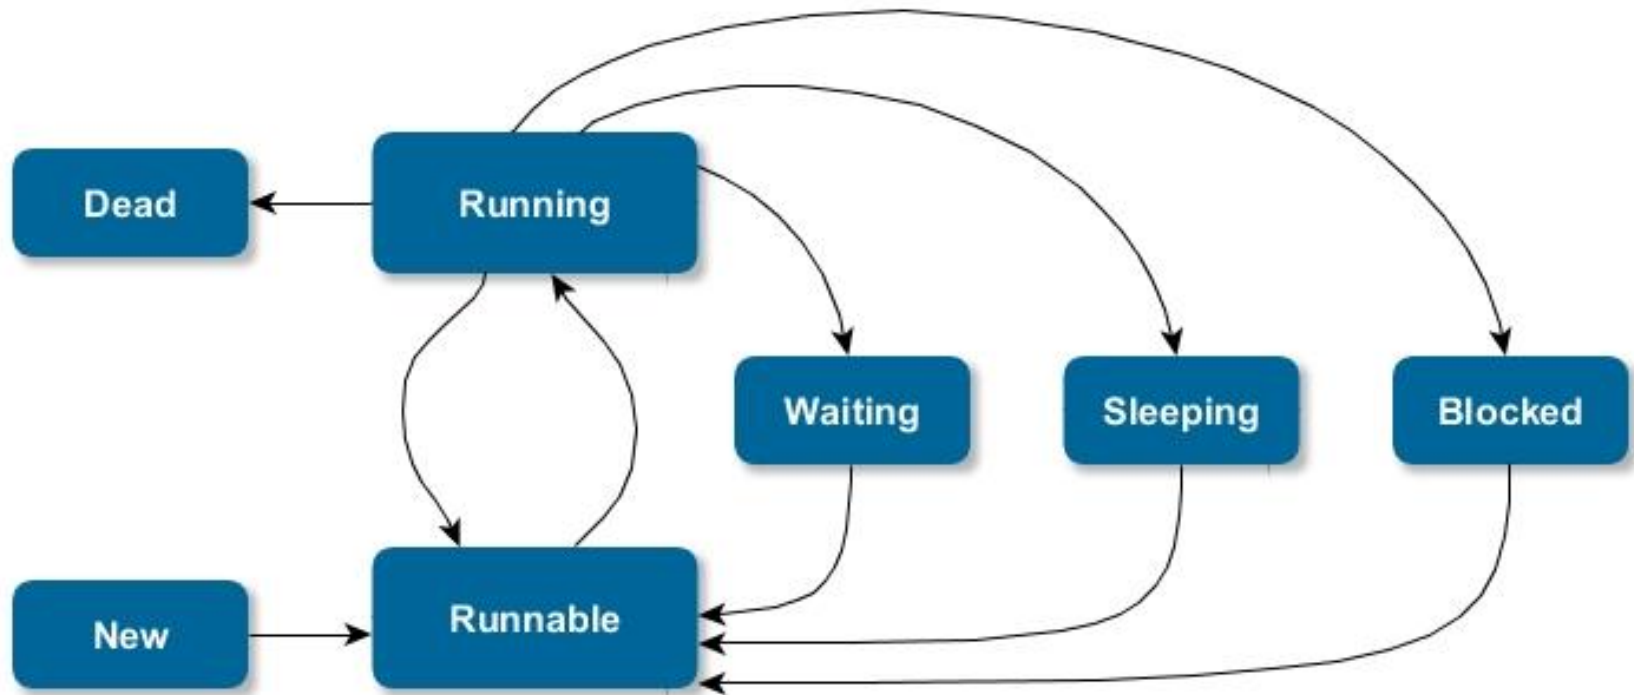 Dead
Running
Waiting
Sleeping
Blocked
New
Runnable